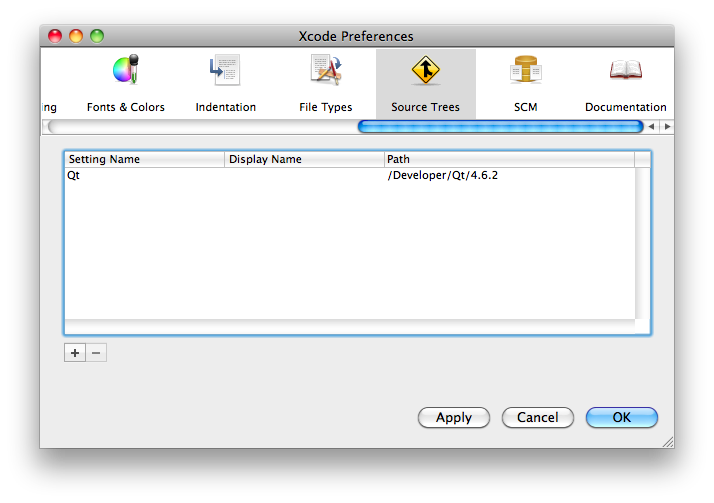 Xcode Preferences
ing Fonts & Colors Indentation File Types Source Trees SCM Documentation
Setting Name Display Name Path
Qt /Developer/Qt/4.6.2
+ −
Apply Cancel OK